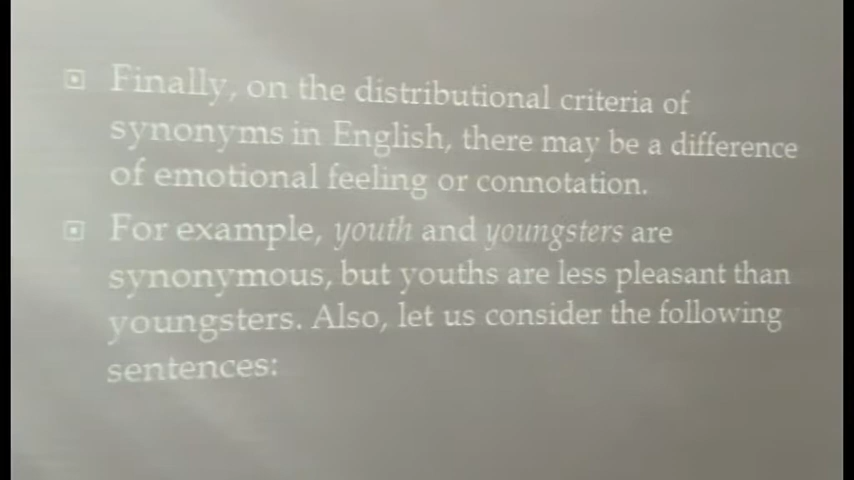 Finally, on the distributional criteria of
synonyms in English, there may be a difference
of emotional feeling or connotation.
For example, youth and youngsters are
synonymous, but youths are less pleasant than
youngsters. Also, let us consider the following
sentences: